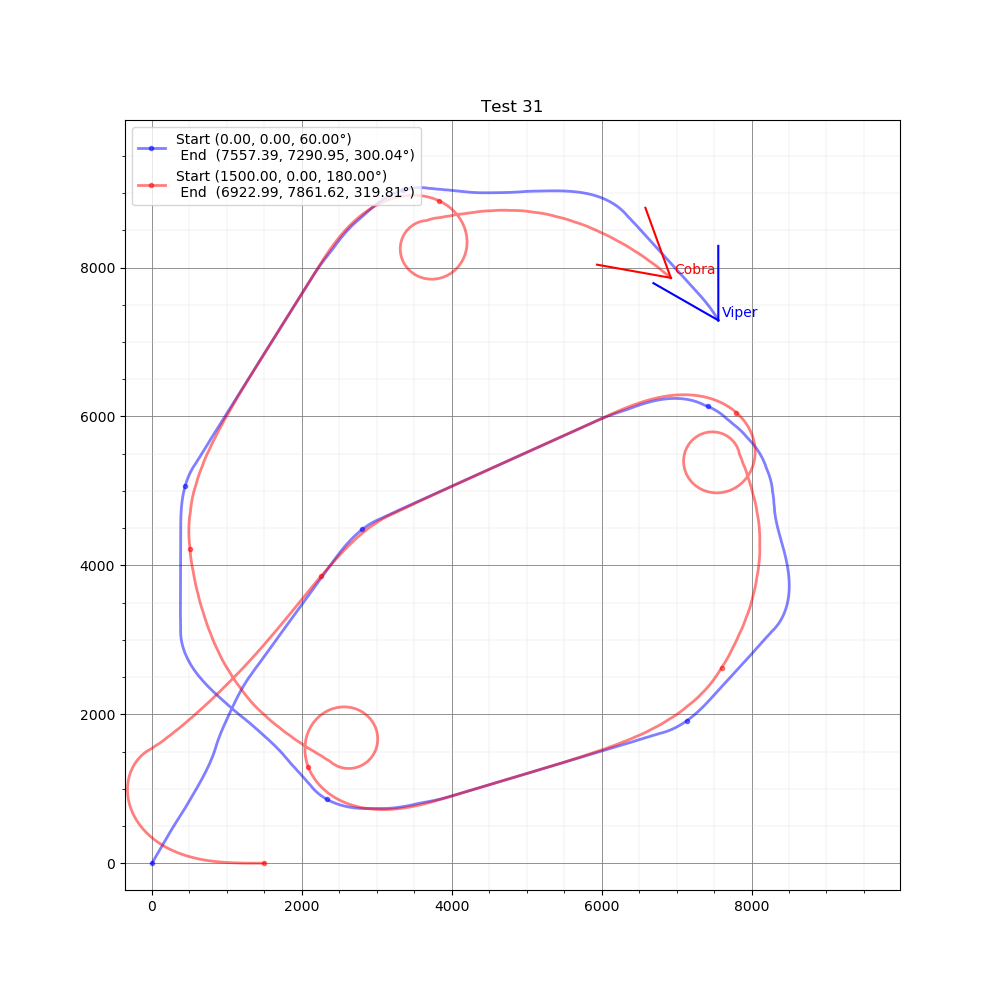 Test 31
Start (0.00, 0.00, 60.00°)
End (7557.39, 7290.95, 300.04°)
Start (1500.00, 0.00, 180.00°)
End (6922.99, 7861.62, 319.81°)
Cobra
Viper
8000
6000
4000
2000
0
0 2000 4000 6000 8000